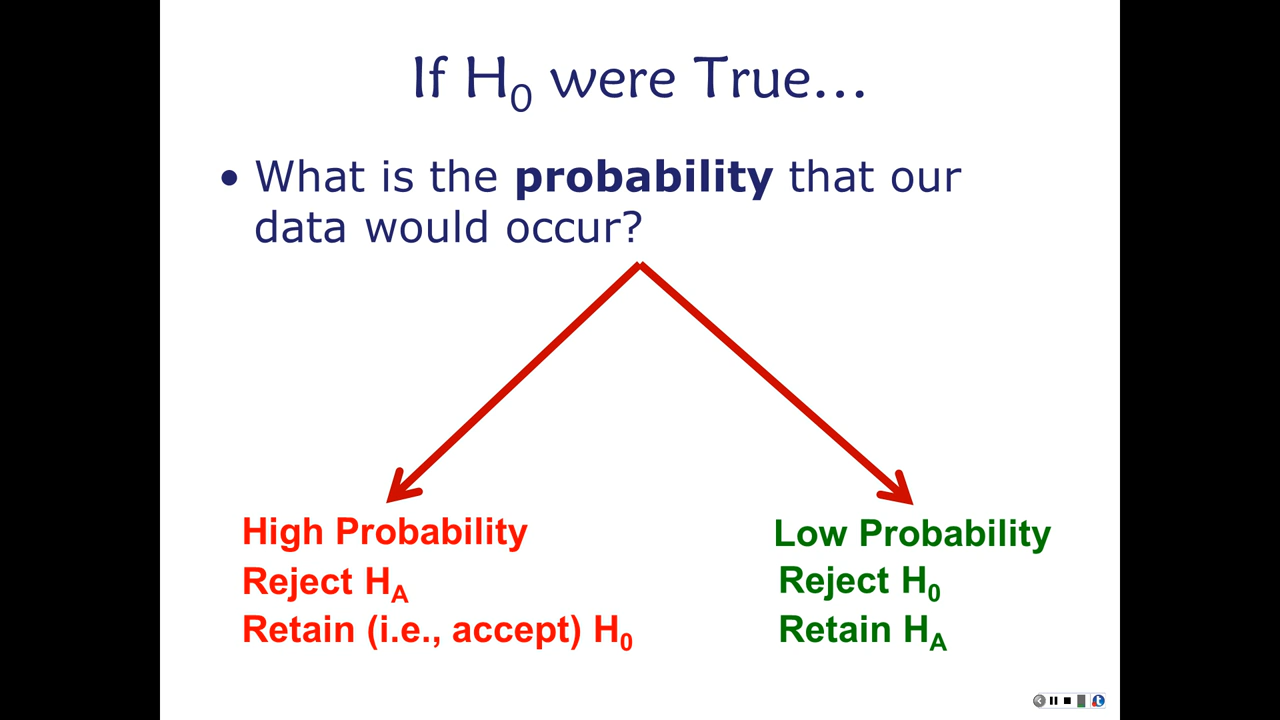 If H₀ were True...
• What is the probability that our
data would occur?
High Probability
Reject Hₐ
Retain (i.e., accept) H₀
Low Probability
Reject H₀
Retain Hₐ